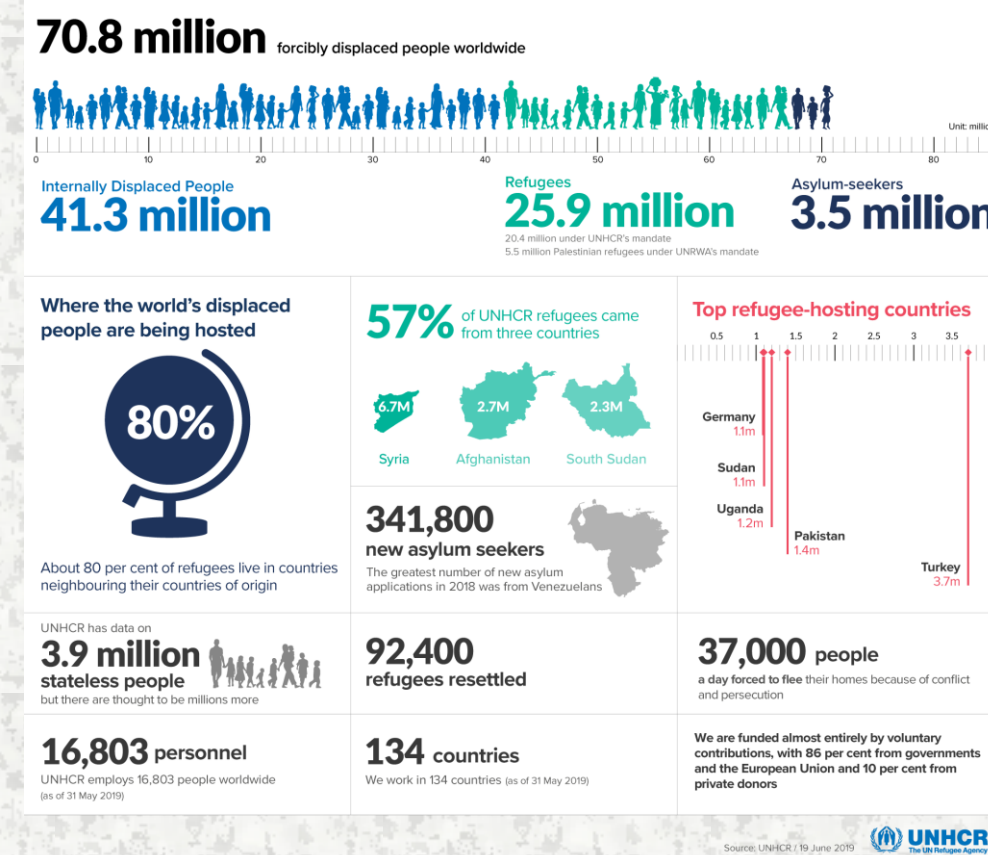 70.8 million forcibly displaced people worldwide
Unit: millio
0 10 20 30 40 50 60 70 80
Internally Displaced People
41.3 million
Refugees
25.9 million
20.4 million under UNHCR's mandate
5.5 million Palestinian refugees under UNRWA's mandate
Asylum-seekers
3.5 million
Where the world's displaced
people are being hosted
80%
About 80 per cent of refugees live in countries
neighbouring their countries of origin
57% of UNHCR refugees came
from three countries
6.7M 2.7M 2.3M
Syria Afghanistan South Sudan
341,800
new asylum seekers
The greatest number of new asylum
applications in 2018 was from Venezuelans
Top refugee-hosting countries
0.5 1 1.5 2 2.5 3 3.5
Germany
1.1m
Sudan
1.1m
Uganda
1.2m
Pakistan
1.4m
Turkey
3.7m
UNHCR has data on
3.9 million
stateless people
but there are thought to be millions more
92,400
refugees resettled
37,000 people
a day forced to flee their homes because of conflict
and persecution
16,803 personnel
UNHCR employs 16,803 people worldwide
(as of 31 May 2019)
134 countries
We work in 134 countries (as of 31 May 2019)
We are funded almost entirely by voluntary
contributions, with 86 per cent from governments
and the European Union and 10 per cent from
private donors
Source: UNHCR / 19 June 2019
UNHCR
The UN Refugee Agency